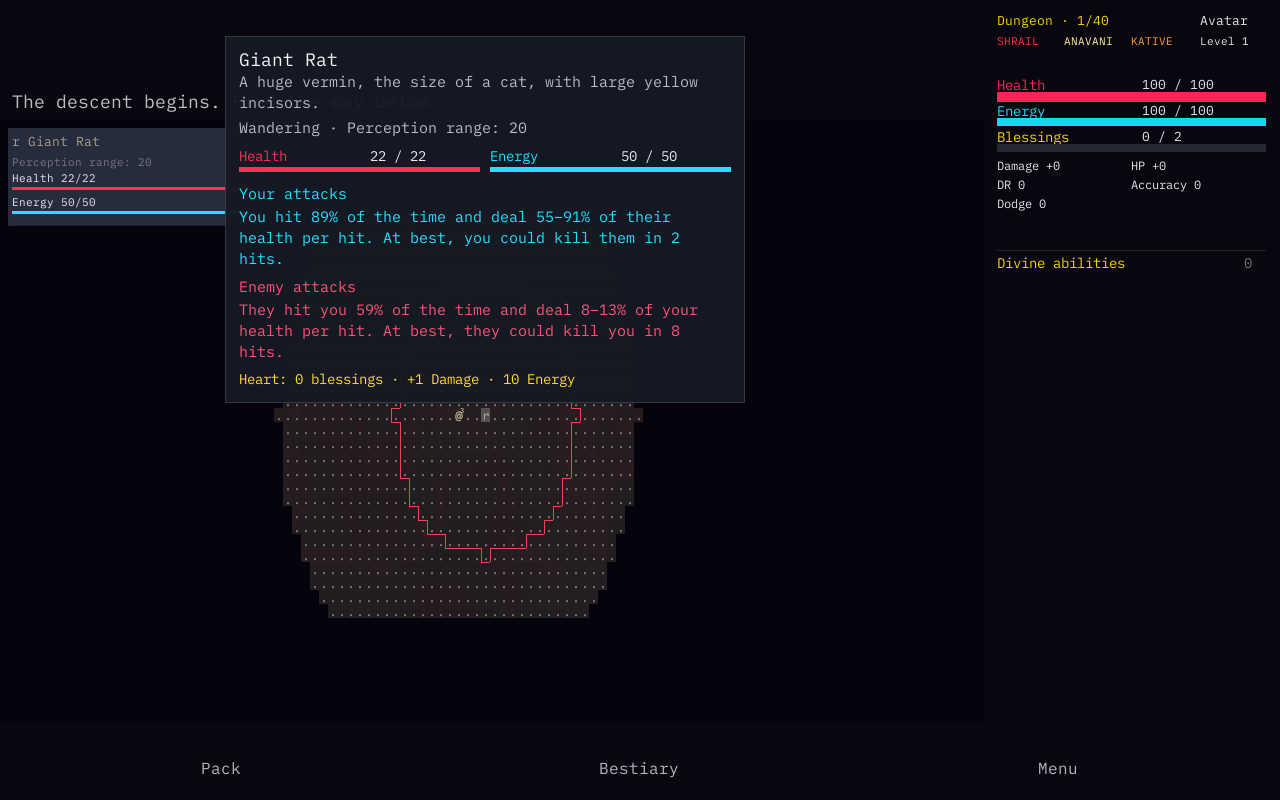 Dungeon · 1/40
Avatar
SHRAIL ANAVANI KATIVE Level 1
Giant Rat
A huge vermin, the size of a cat, with large yellow
incisors.
The descent begins.
way below.
Wandering · Perception range: 20
Health 22 / 22 Energy 50 / 50
Your attacks
You hit 89% of the time and deal 55–91% of their
health per hit. At best, you could kill them in 2
hits.
Enemy attacks
They hit you 59% of the time and deal 8–13% of your
health per hit. At best, they could kill you in 8
hits.
Heart: 0 blessings · +1 Damage · 10 Energy
r Giant Rat
Perception range: 20
Health 22/22
Energy 50/50
@ r
Health 100 / 100
Energy 100 / 100
Blessings 0 / 2
Damage +0 HP +0
DR 0 Accuracy 0
Dodge 0
Divine abilities 0
Pack Bestiary Menu